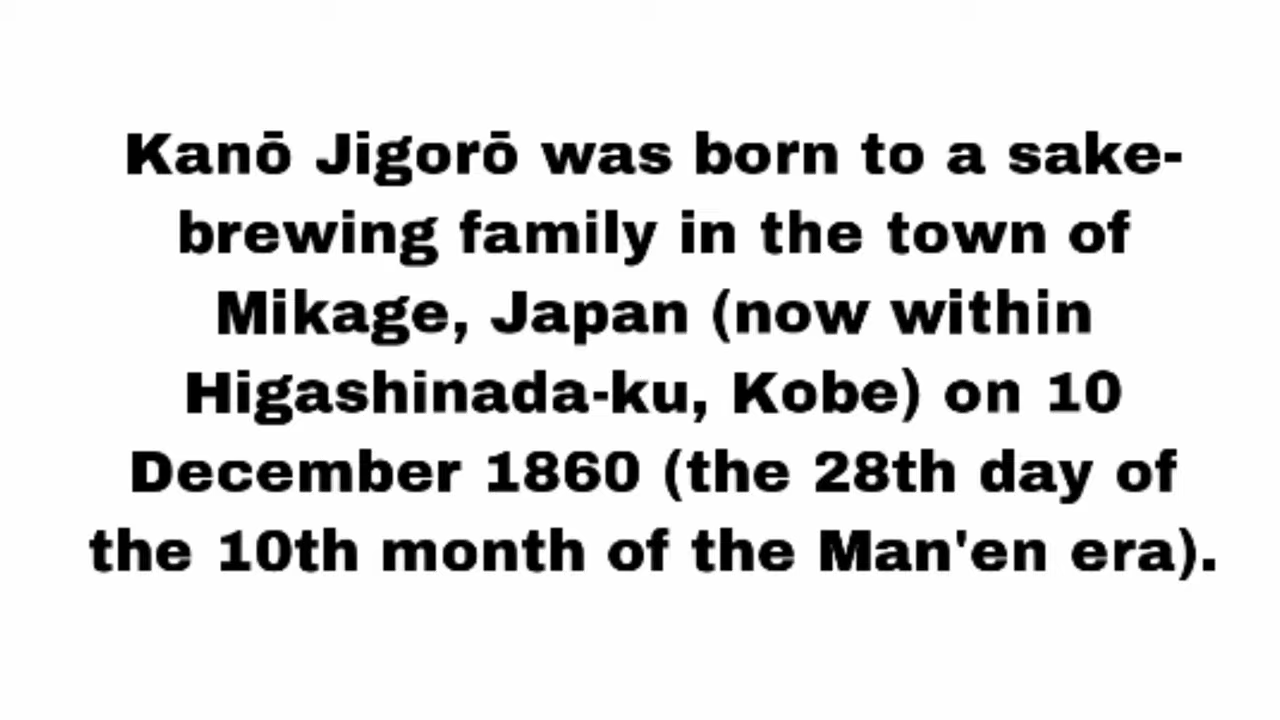 Kanō Jigorō was born to a sake-
brewing family in the town of
Mikage, Japan (now within
Higashinada-ku, Kobe) on 10
December 1860 (the 28th day of
the 10th month of the Man'en era).